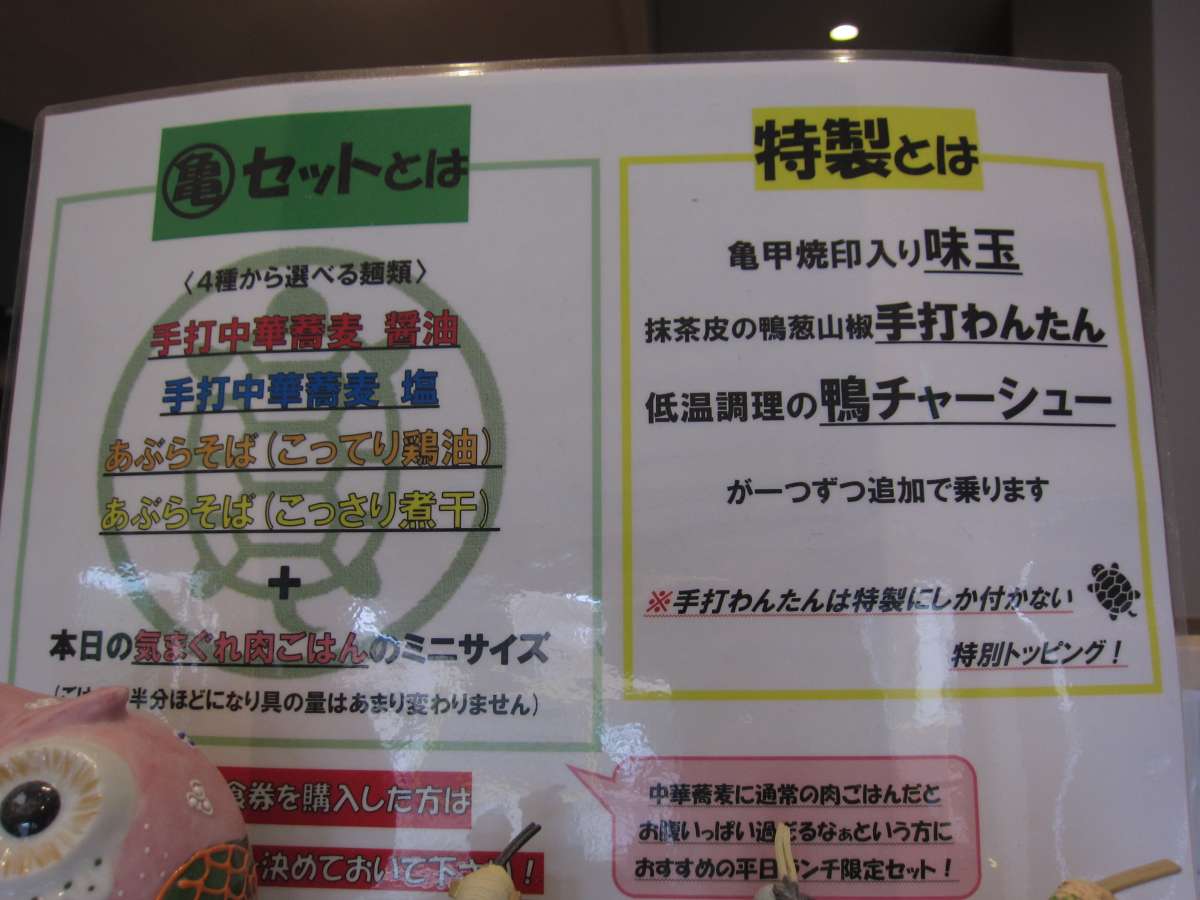 亀セットとは
〈4種から選べる麺類〉
手打中華蕎麦 醤油
手打中華蕎麦 塩
あぶらそば(こってり鶏油)
あぶらそば(こっさり煮干)
+
本日の気まぐれ肉ごはんのミニサイズ
半分ほどになり具の量はあまり変わりません)
食券を購入した方は
決めておいて下さい!
特製とは
亀甲焼印入り味玉
抹茶皮の鴨葱山椒手打わんたん
低温調理の鴨チャーシュー
が一つずつ追加で乗ります
※手打わんたんは特製にしか付かない
特別トッピング!
中華蕎麦に通常の肉ごはんだと
お腹いっぱい過ぎるなぁという方に
おすすめの平日ランチ限定セット!